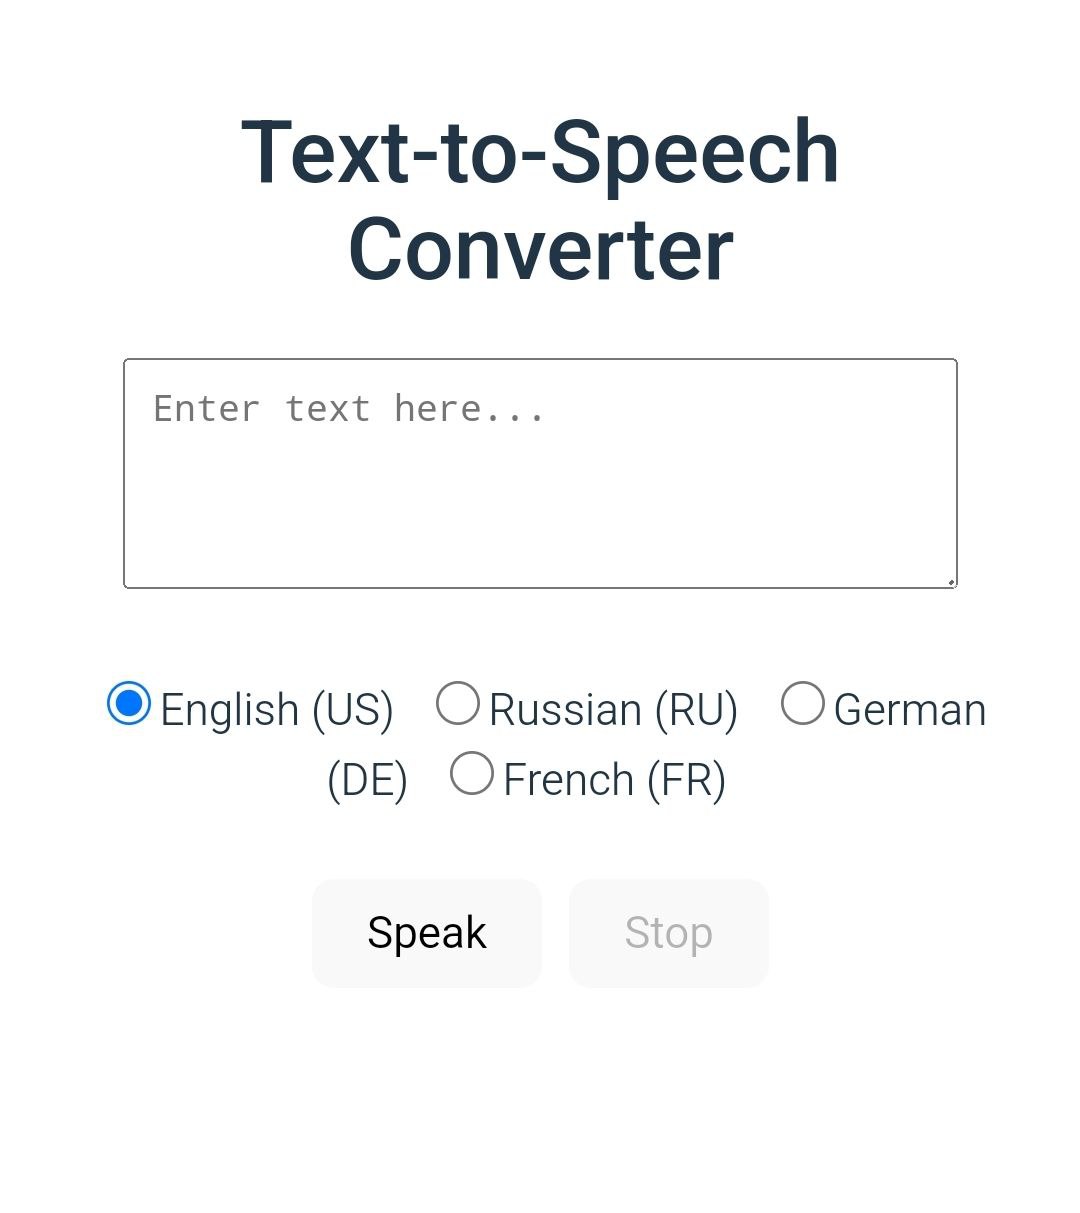 Text-to-Speech
Converter
Enter text here...
English (US) Russian (RU) German
(DE) French (FR)
Speak Stop